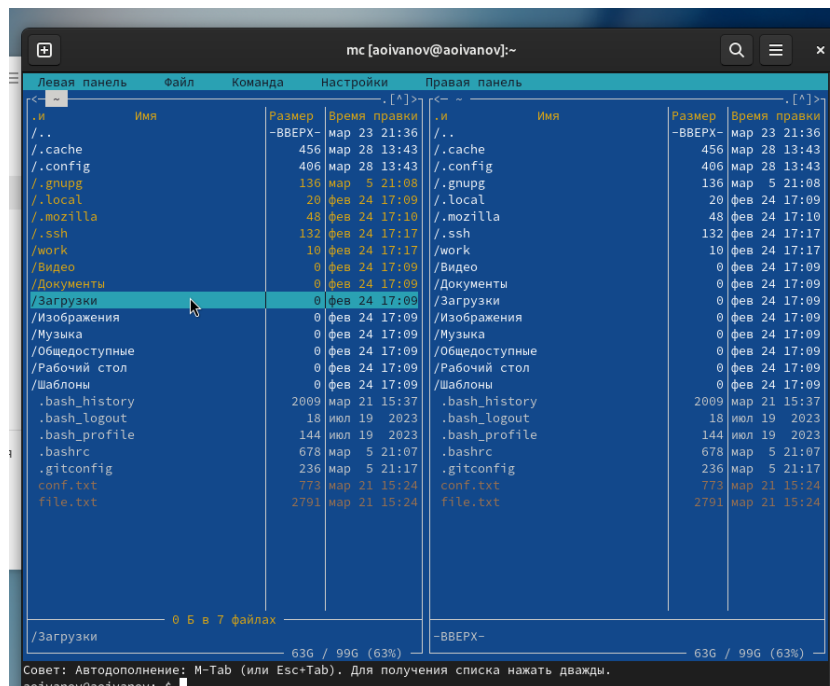 mc [aoivanov@aoivanov]:~
Левая панель Файл Команда Настройки Правая панель
<— ~ .[^]> <— ~ .[^]>
.и Имя Размер Время правки .и Имя Размер Время правки
/.. -ВВЕРХ- мар 23 21:36 /.. -ВВЕРХ- мар 23 21:36
/.cache 456 мар 28 13:43 /.cache 456 мар 28 13:43
/.config 406 мар 28 13:43 /.config 406 мар 28 13:43
/.gnupg 136 мар 5 21:08 /.gnupg 136 мар 5 21:08
/.local 20 фев 24 17:09 /.local 20 фев 24 17:09
/.mozilla 48 фев 24 17:10 /.mozilla 48 фев 24 17:10
/.ssh 132 фев 24 17:17 /.ssh 132 фев 24 17:17
/work 10 фев 24 17:17 /work 10 фев 24 17:17
/Видео 0 фев 24 17:09 /Видео 0 фев 24 17:09
/Документы 0 фев 24 17:09 /Документы 0 фев 24 17:09
/Загрузки 0 фев 24 17:09 /Загрузки 0 фев 24 17:09
/Изображения 0 фев 24 17:09 /Изображения 0 фев 24 17:09
/Музыка 0 фев 24 17:09 /Музыка 0 фев 24 17:09
/Общедоступные 0 фев 24 17:09 /Общедоступные 0 фев 24 17:09
/Рабочий стол 0 фев 24 17:09 /Рабочий стол 0 фев 24 17:09
/Шаблоны 0 фев 24 17:09 /Шаблоны 0 фев 24 17:09
.bash_history 2009 мар 21 15:37 .bash_history 2009 мар 21 15:37
.bash_logout 18 июл 19 2023 .bash_logout 18 июл 19 2023
.bash_profile 144 июл 19 2023 .bash_profile 144 июл 19 2023
.bashrc 678 мар 5 21:07 .bashrc 678 мар 5 21:07
.gitconfig 236 мар 5 21:17 .gitconfig 236 мар 5 21:17
conf.txt 773 мар 21 15:24 conf.txt 773 мар 21 15:24
file.txt 2791 мар 21 15:24 file.txt 2791 мар 21 15:24
0 Б в 7 файлах
/Загрузки -ВВЕРХ-
63G / 99G (63%) 63G / 99G (63%)
Совет: Автодополнение: M-Tab (или Esc+Tab). Для получения списка нажать дважды.